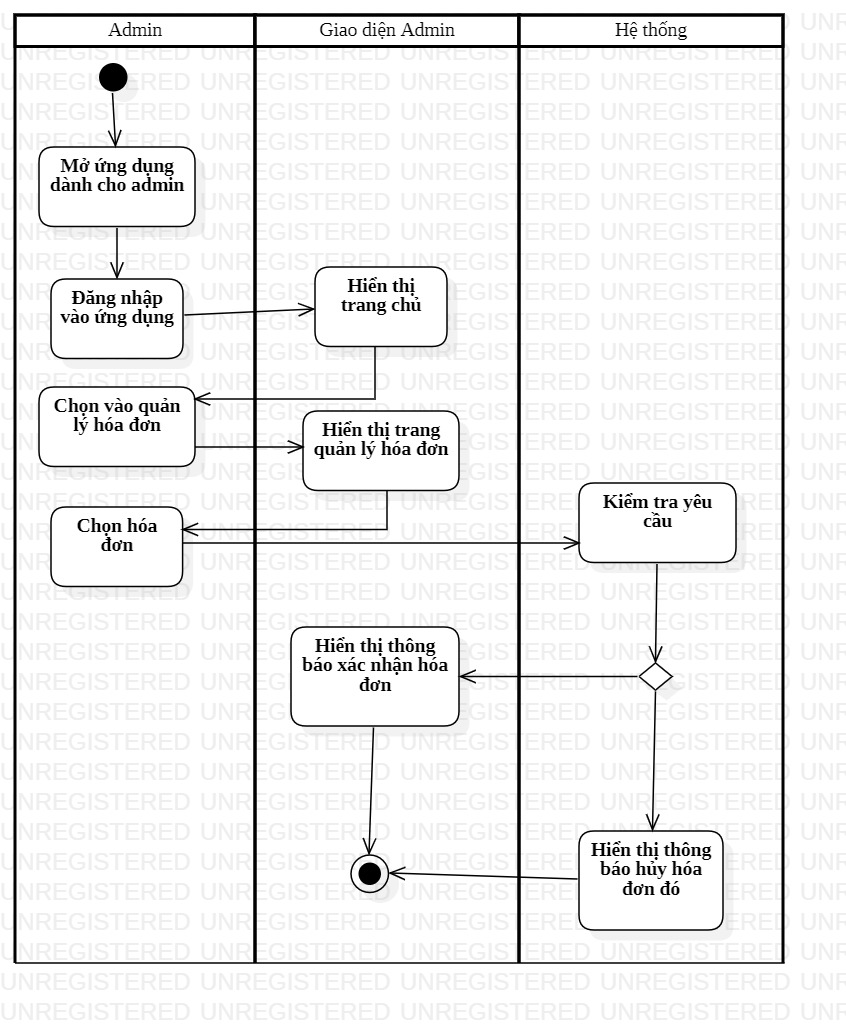 Admin
Giao diện Admin
Hệ thống
Mở ứng dụng
dành cho admin
Đăng nhập
vào ứng dụng
Hiển thị
trang chủ
Chọn vào quản
lý hóa đơn
Hiển thị trang
quản lý hóa đơn
Chọn hóa
đơn
Kiểm tra yêu
cầu
Hiển thị thông
báo xác nhận hóa
đơn
Hiển thị thông
báo hủy hóa
đơn đó
UNREGISTERED